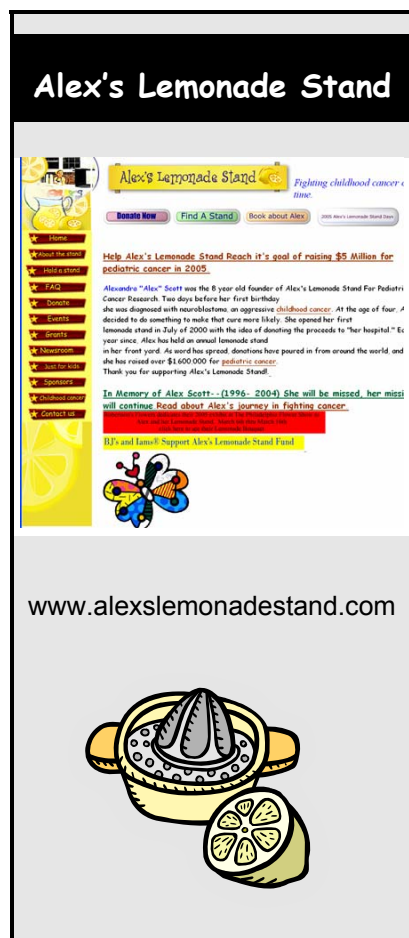 Alex's Lemonade Stand
Alex's Lemonade Stand
Fighting childhood cancer
time.
Donate Now
Find A Stand
Book about Alex
2005 Alex's Lemonade Stand Days
Home
About the stand
Hold a stand
FAQ
Donate
Events
Grants
Newsroom
Just for kids
Sponsors
Childhood cancer
Contact us
Help Alex's Lemonade Stand Reach it's goal of raising $5 Million for
pediatric cancer in 2005.
Alexandra "Alex" Scott was the 8 year old founder of Alex's Lemonade Stand For Pediatri
Cancer Research. Two days before her first birthday
she was diagnosed with neuroblastoma, an aggressive childhood cancer. At the age of four, A
decided to do something to make that cure more likely. She opened her first
lemonade stand in July of 2000 with the idea of donating the proceeds to "her hospital." Ea
year since, Alex has held an annual lemonade stand
in her front yard. As word has spread, donations have poured in from around the world, and
she has raised over $1,600,000 for pediatric cancer.
Thank you for supporting Alex's Lemonade Stand!
In Memory of Alex Scott--(1996- 2004) She will be missed, her missi
will continue Read about Alex's journey in fighting cancer.
BJ's and Iams® Support Alex's Lemonade Stand Fund
www.alexslemonadestand.com